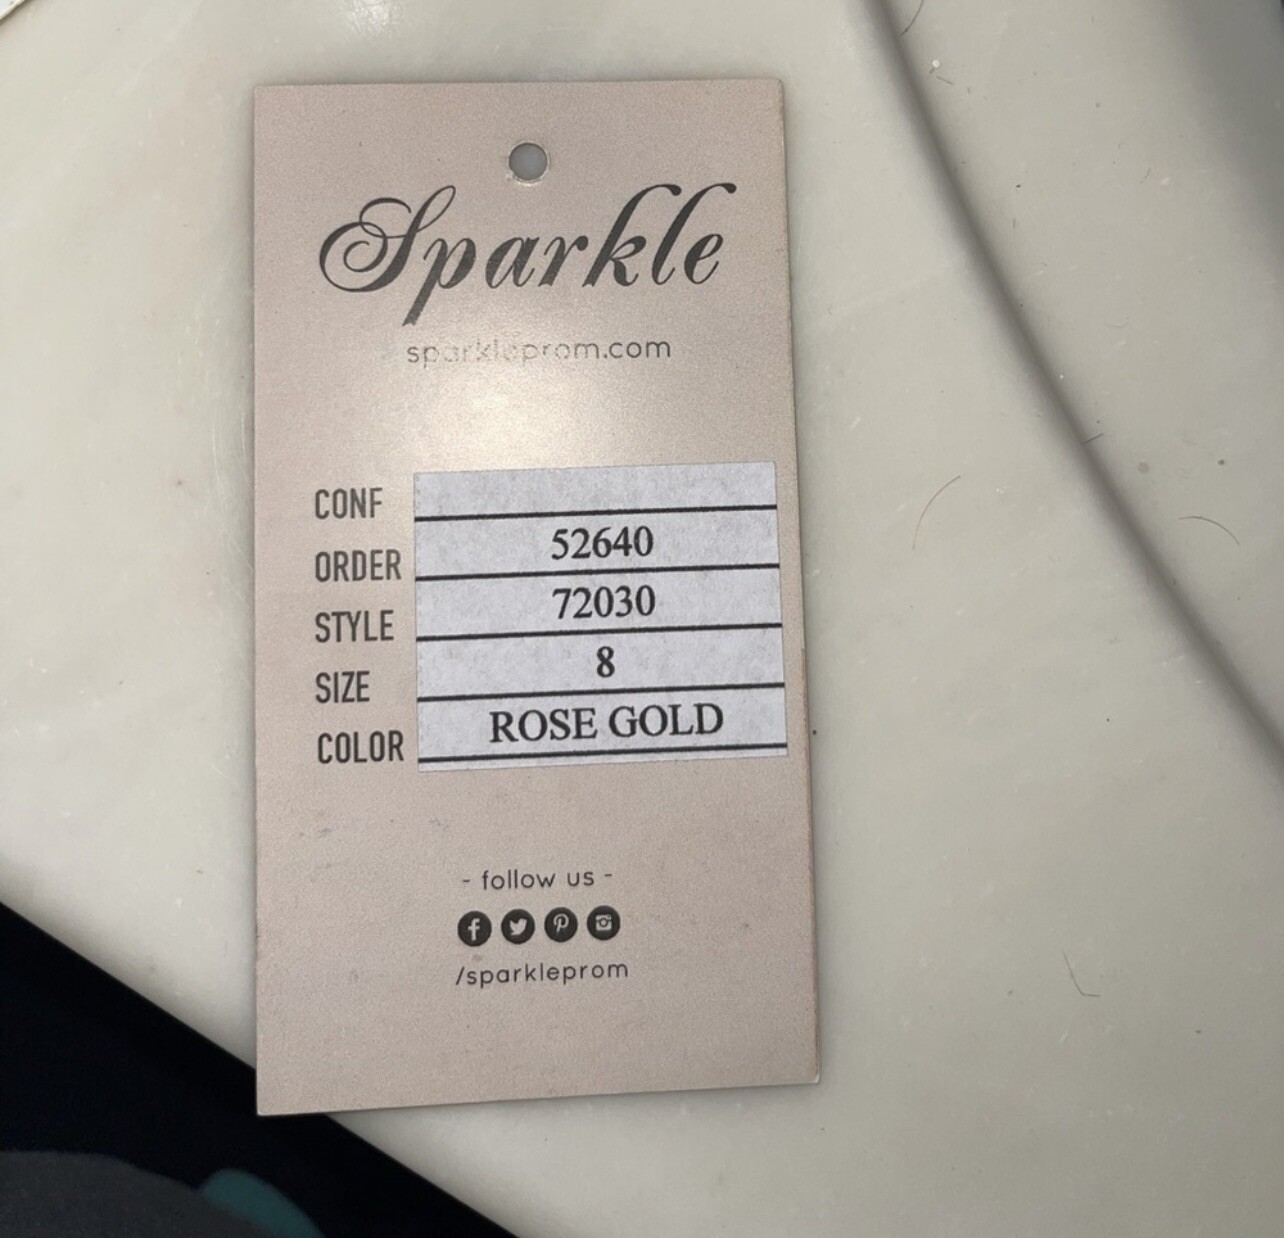 Sparkle
sparkleprom.com
CONF
ORDER 52640
STYLE 72030
SIZE 8
COLOR ROSE GOLD
- follow us -
/sparkleprom